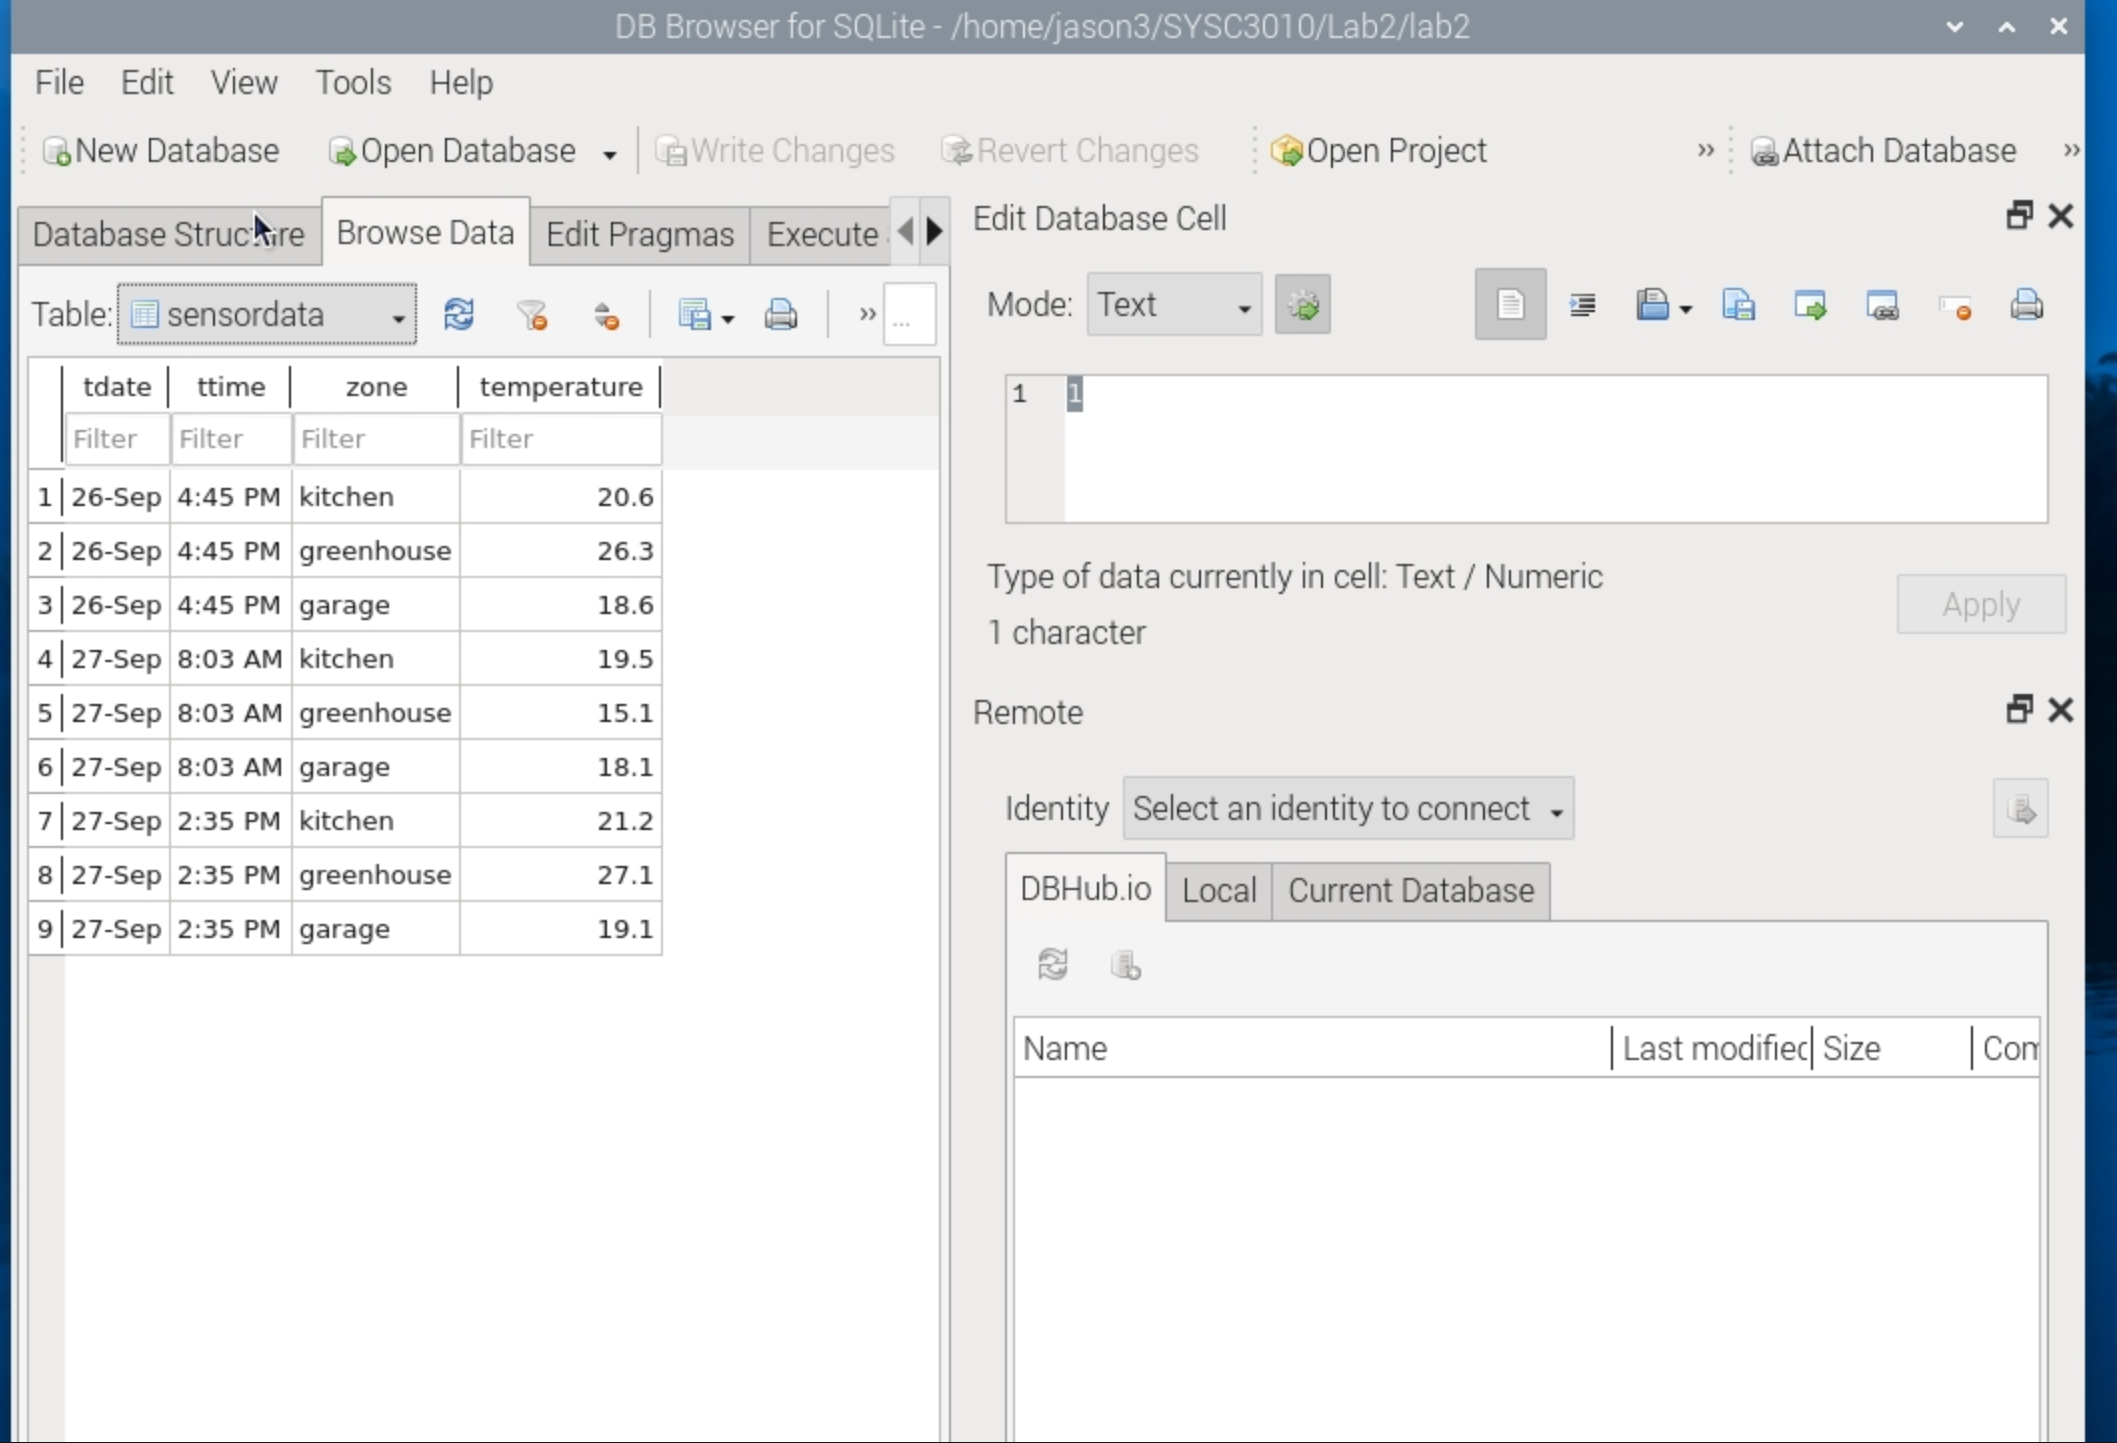 DB Browser for SQLite - /home/jason3/SYSC3010/Lab2/lab2
File Edit View Tools Help
New Database Open Database Write Changes Revert Changes Open Project » Attach Database »
Database Structure Browse Data Edit Pragmas Execute
Table: sensordata » ...
tdate ttime zone temperature
Filter Filter Filter Filter
1 26-Sep 4:45 PM kitchen 20.6
2 26-Sep 4:45 PM greenhouse 26.3
3 26-Sep 4:45 PM garage 18.6
4 27-Sep 8:03 AM kitchen 19.5
5 27-Sep 8:03 AM greenhouse 15.1
6 27-Sep 8:03 AM garage 18.1
7 27-Sep 2:35 PM kitchen 21.2
8 27-Sep 2:35 PM greenhouse 27.1
9 27-Sep 2:35 PM garage 19.1
Edit Database Cell
Mode: Text
1 1
Type of data currently in cell: Text / Numeric
1 character
Apply
Remote
Identity Select an identity to connect
DBHub.io Local Current Database
Name Last modified Size Com